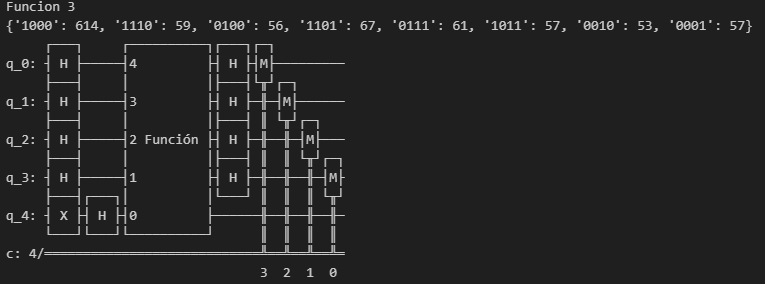 Funcion 3
{'1000': 614, '1110': 59, '0100': 56, '1101': 67, '0111': 61, '1011': 57, '0010': 53, '0001': 57}
q_0: H 4 H M
q_1: H 3 H M
q_2: H 2 Función H M
q_3: H 1 H M
q_4: X H 0
c: 4/
3 2 1 0